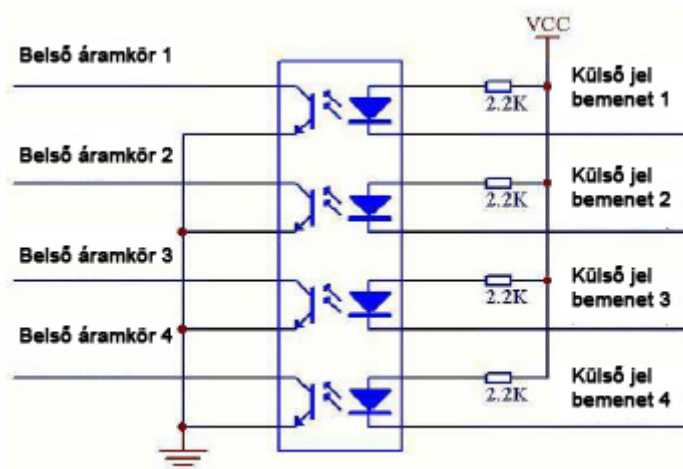 VCC
Belső áramkör 1
Külső jel
bemenet 1
2.2K
Belső áramkör 2
Külső jel
bemenet 2
2.2K
Belső áramkör 3
Külső jel
bemenet 3
2.2K
Belső áramkör 4
Külső jel
bemenet 4
2.2K